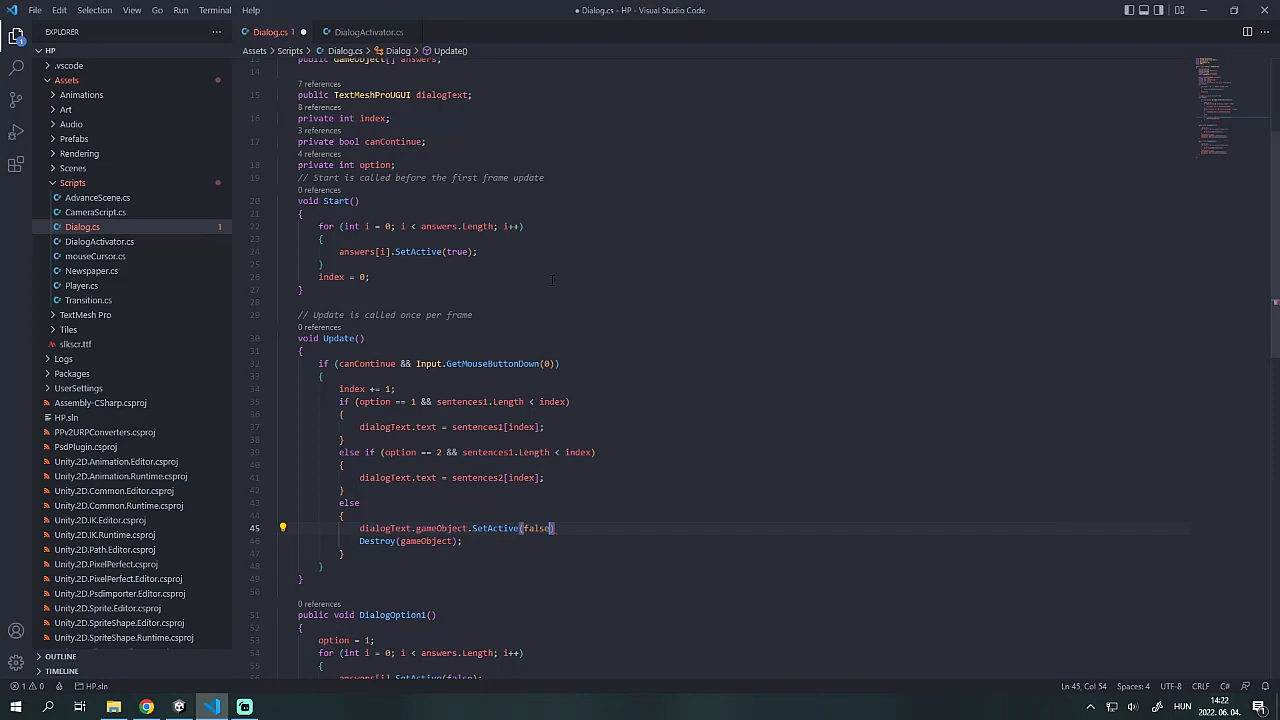 File Edit Selection View Go Run Terminal Help
● Dialog.cs - HP - Visual Studio Code
EXPLORER
Dialog.cs 1
DialogActivator.cs
HP
Assets > Scripts > Dialog.cs > Dialog > Update()
.vscode
Assets
Animations
Art
Audio
Prefabs
Rendering
Scenes
Scripts
AdvanceScene.cs
CameraScript.cs
Dialog.cs 1
DialogActivator.cs
mouseCursor.cs
Newspaper.cs
Player.cs
Transition.cs
TextMesh Pro
Tiles
slkscr.ttf
Logs
Packages
UserSettings
Assembly-CSharp.csproj
HP.sln
PPv2URPConverters.csproj
PsdPlugin.csproj
Unity.2D.Animation.Editor.csproj
Unity.2D.Animation.Runtime.csproj
Unity.2D.Common.Editor.csproj
Unity.2D.Common.Runtime.csproj
Unity.2D.IK.Editor.csproj
Unity.2D.IK.Runtime.csproj
Unity.2D.Path.Editor.csproj
Unity.2D.PixelPerfect.csproj
Unity.2D.PixelPerfect.Editor.csproj
Unity.2D.Psdimporter.Editor.csproj
Unity.2D.Sprite.Editor.csproj
Unity.2D.SpriteShape.Editor.csproj
Unity.2D.SpriteShape.Runtime.csproj
OUTLINE
TIMELINE
13 public GameObject[] answers;
14
7 references
15 public TextMeshProUGUI dialogText;
8 references
16 private int index;
3 references
17 private bool canContinue;
4 references
18 private int option;
19 // Start is called before the first frame update
0 references
20 void Start()
21 {
22 for (int i = 0; i < answers.Length; i++)
23 {
24 answers[i].SetActive(true);
25 }
26 index = 0;
27 }
28
29 // Update is called once per frame
0 references
30 void Update()
31 {
32 if (canContinue && Input.GetMouseButtonDown(0))
33 {
34 index += 1;
35 if (option == 1 && sentences1.Length < index)
36 {
37 dialogText.text = sentences1[index];
38 }
39 else if (option == 2 && sentences1.Length < index)
40 {
41 dialogText.text = sentences2[index];
42 }
43 else
44 {
45 dialogText.gameObject.SetActive(false)
46 Destroy(gameObject);
47 }
48 }
49 }
50
0 references
51 public void DialogOption1()
52 {
53 option = 1;
54 for (int i = 0; i < answers.Length; i++)
55 {
56 answers[i].SetActive(false);
1 0 HP.sln
Ln 45, Col 54 Spaces: 4 UTF-8 CRLF C#
HUN
14:22
2022. 06. 04.